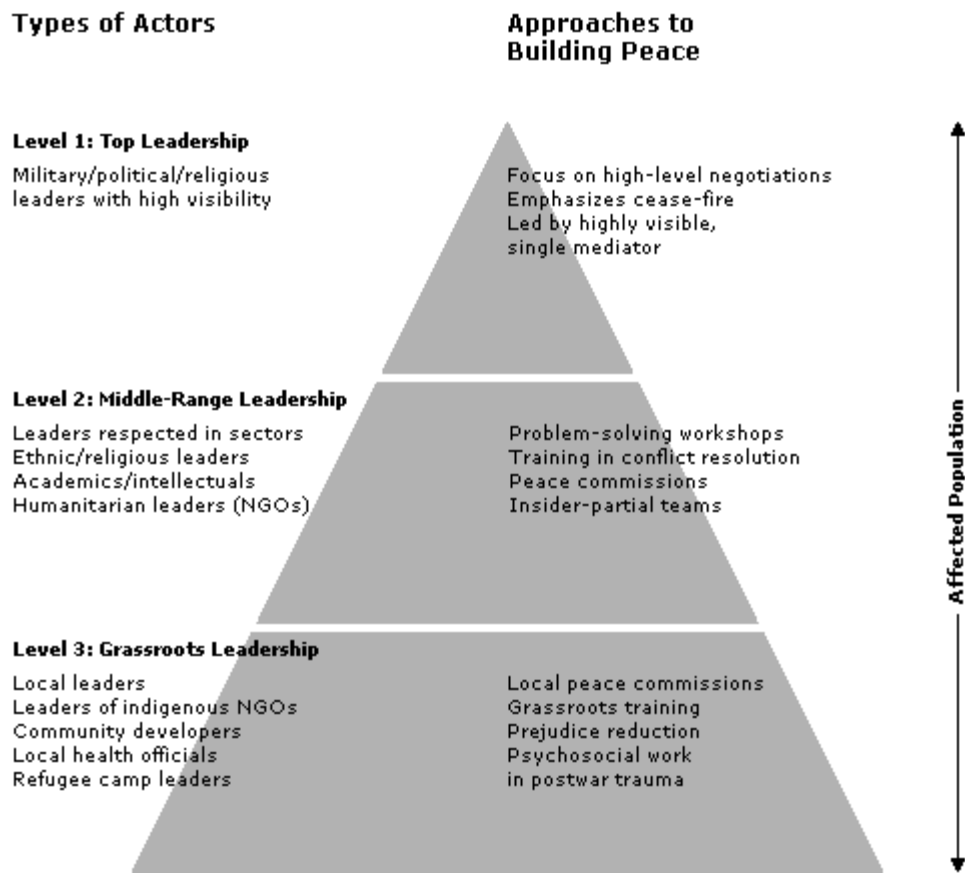 Types of Actors
Approaches to
Building Peace
Level 1: Top Leadership
Military/political/religious
leaders with high visibility
Focus on high-level negotiations
Emphasizes cease-fire
Led by highly visible,
single mediator
Level 2: Middle-Range Leadership
Leaders respected in sectors
Ethnic/religious leaders
Academics/intellectuals
Humanitarian leaders (NGOs)
Problem-solving workshops
Training in conflict resolution
Peace commissions
Insider-partial teams
Level 3: Grassroots Leadership
Local leaders
Leaders of indigenous NGOs
Community developers
Local health officials
Refugee camp leaders
Local peace commissions
Grassroots training
Prejudice reduction
Psychosocial work
in postwar trauma
Affected Population